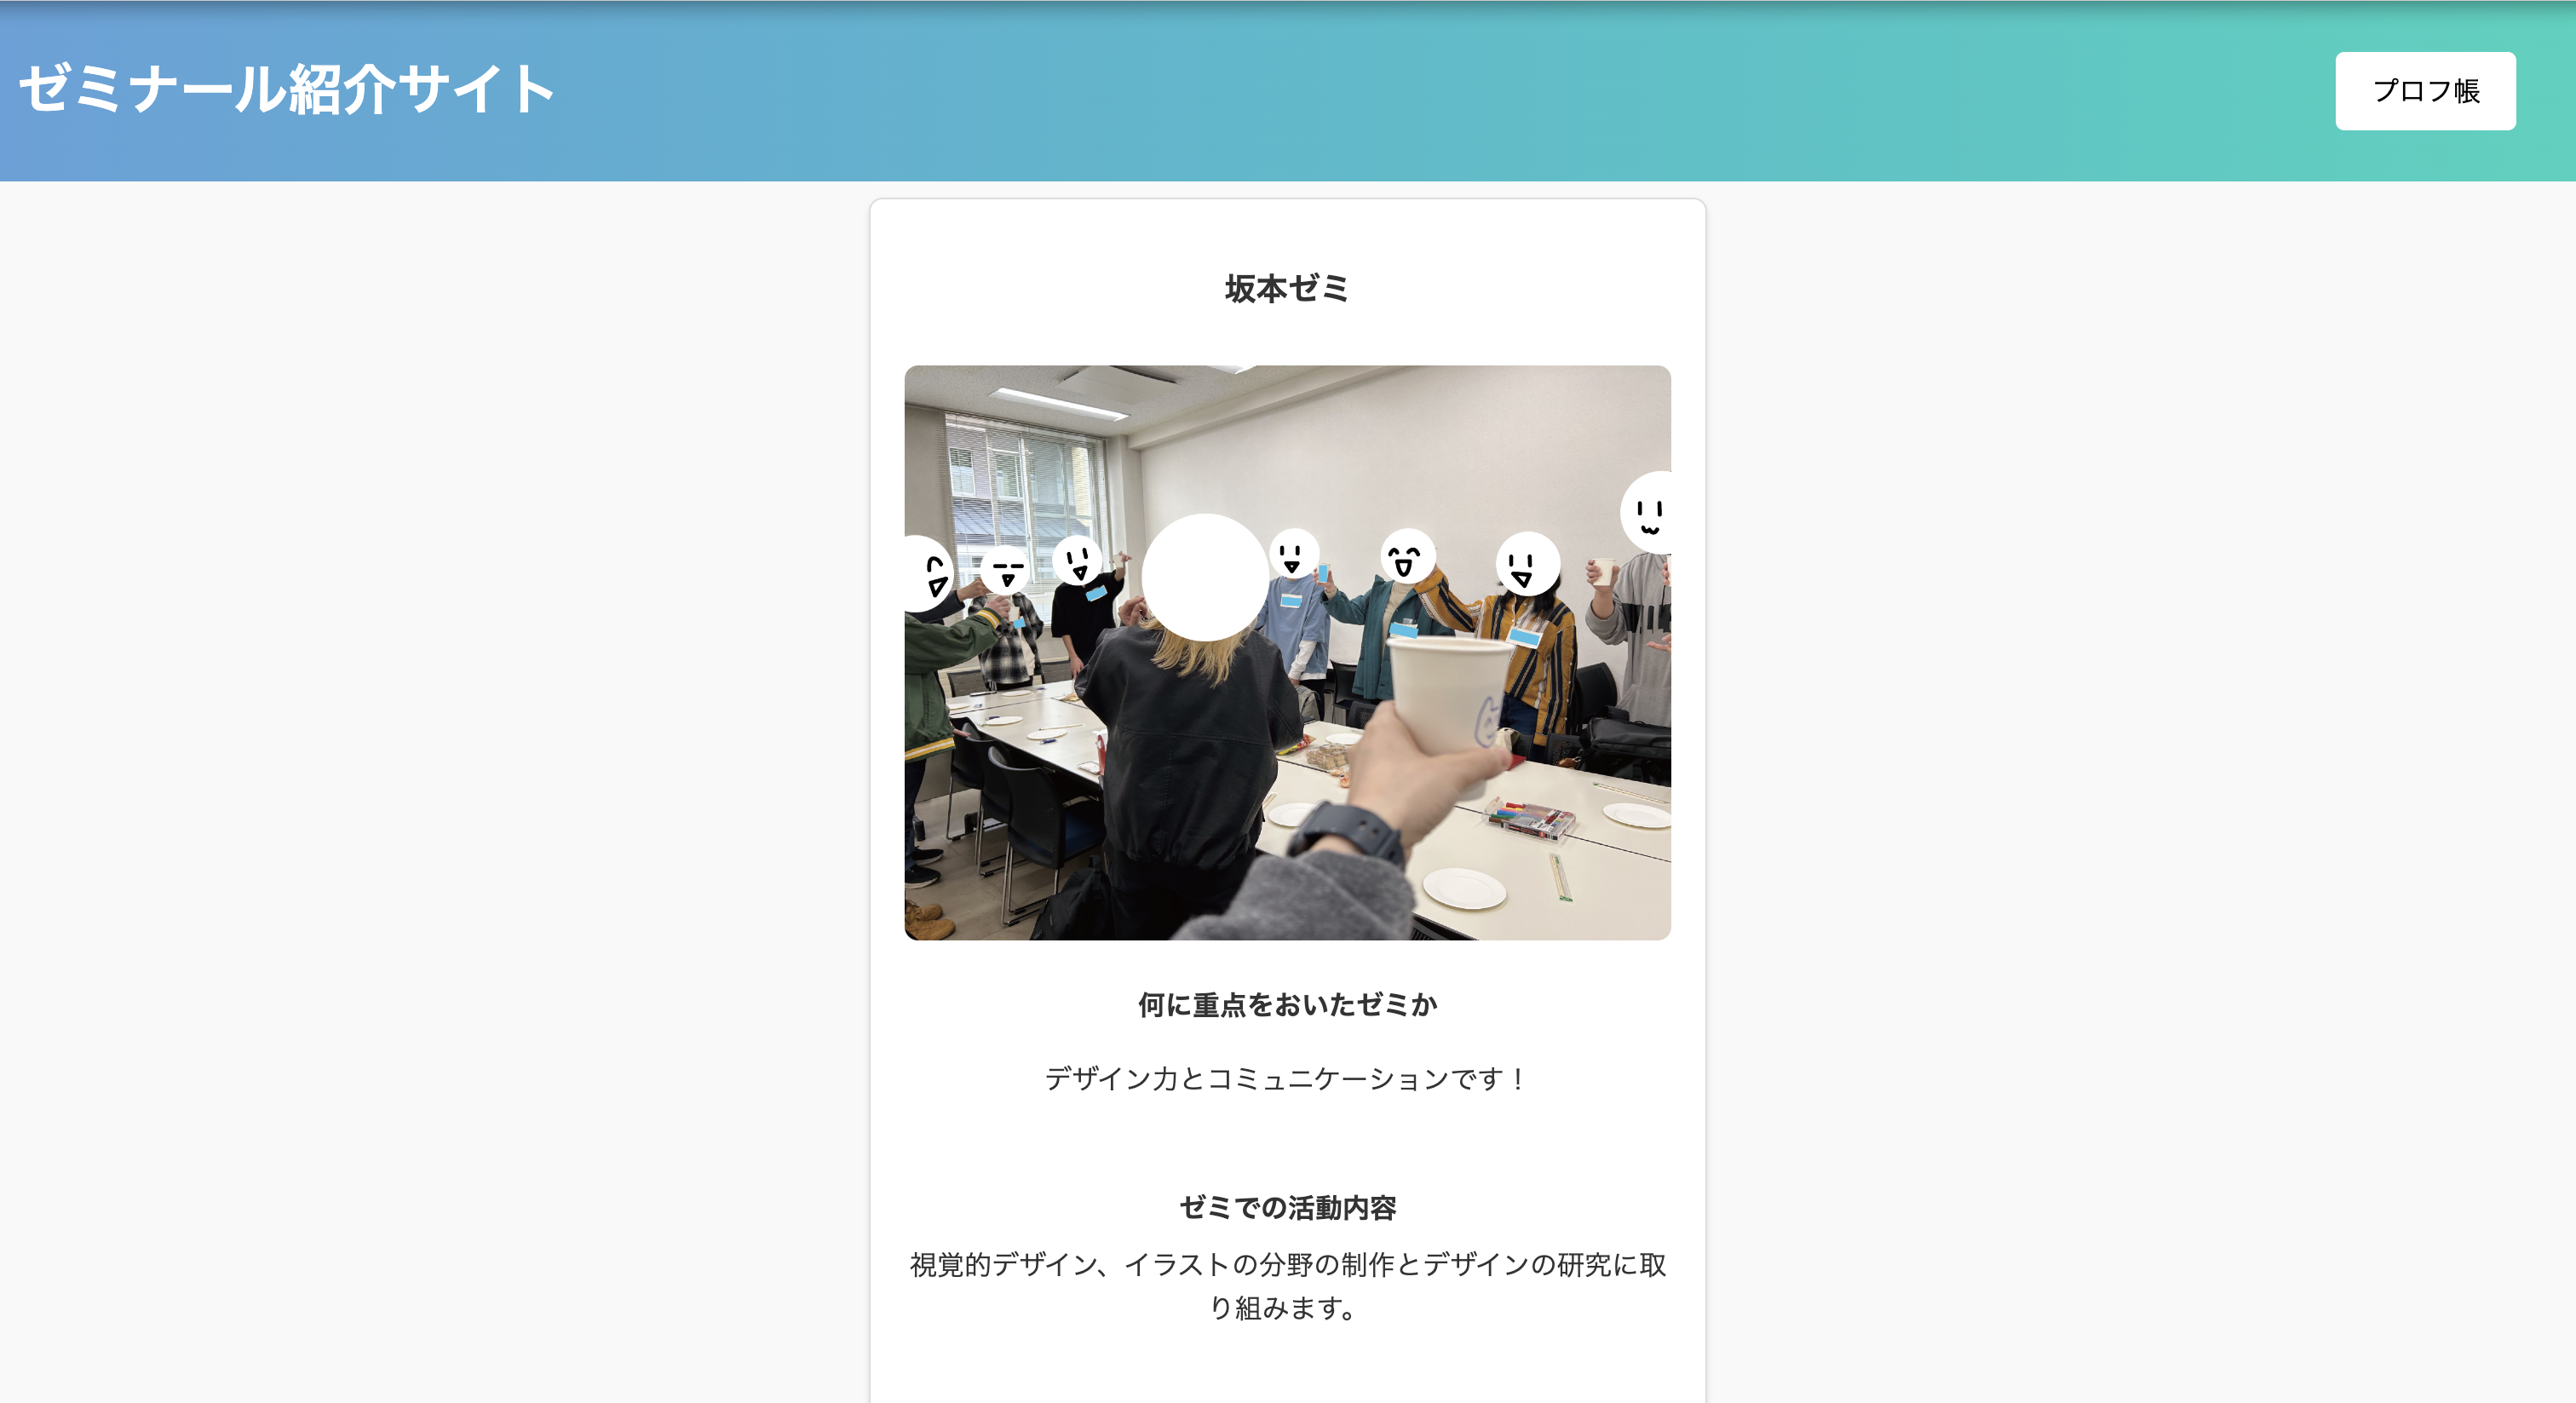 ゼミナール紹介サイト
プロフ帳
坂本ゼミ
何に重点をおいたゼミか
デザイン力とコミュニケーションです！
ゼミでの活動内容
視覚的デザイン、イラストの分野の制作とデザインの研究に取
り組みます。